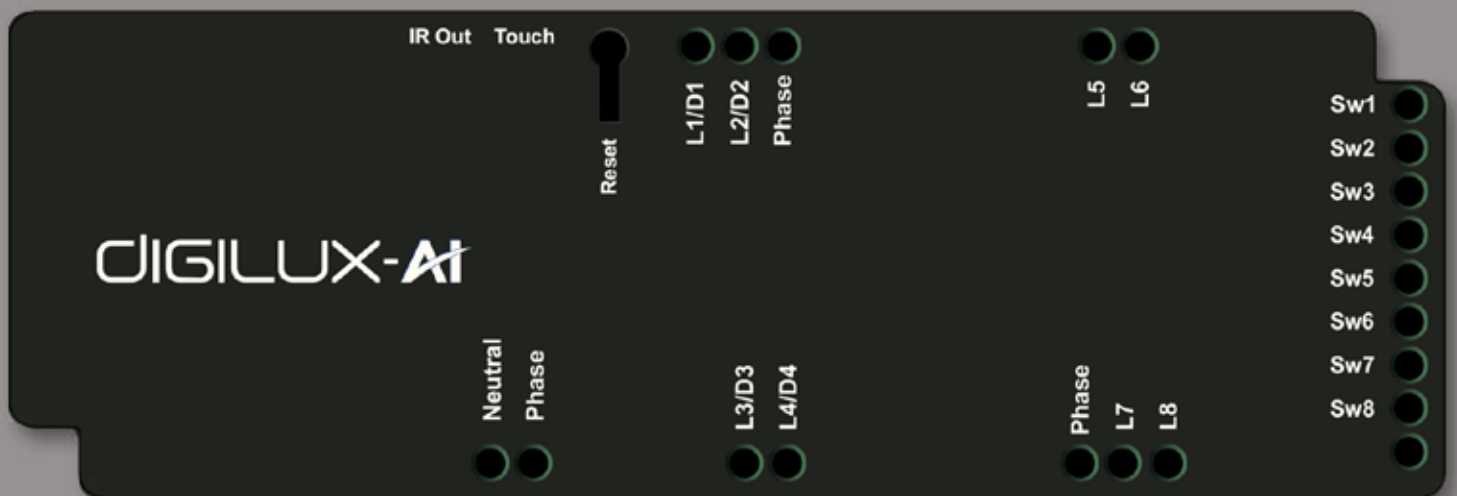 IR Out Touch
Reset
L1/D1
L2/D2
Phase
L5
L6
Sw1
Sw2
Sw3
Sw4
Sw5
Sw6
Sw7
Sw8
DIGILUX-AI
Neutral
Phase
L3/D3
L4/D4
Phase
L7
L8